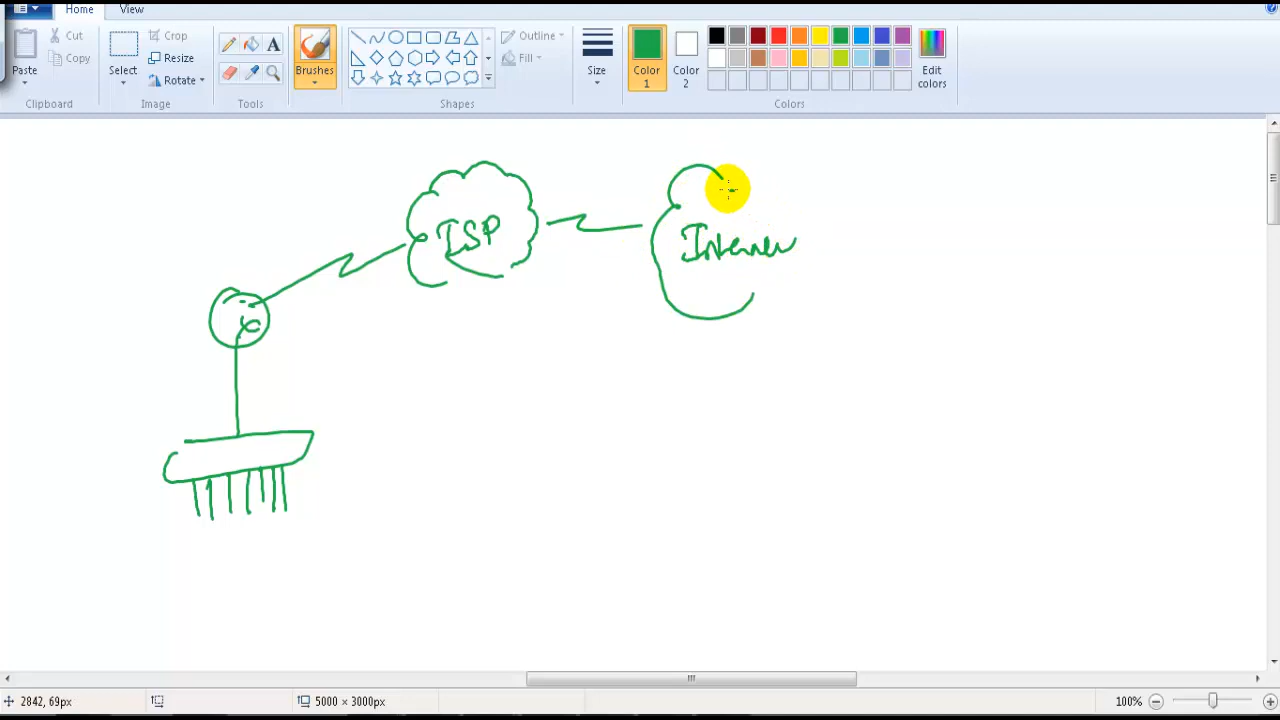 Home View
Paste
Cut
Copy
Clipboard
Select
Crop
Resize
Rotate
Image
A
Tools
Brushes
Shapes
Outline
Fill
Size
Color 1
Color 2
Edit colors
Colors
ISP
Interner
2842, 69px
5000 × 3000px
100%